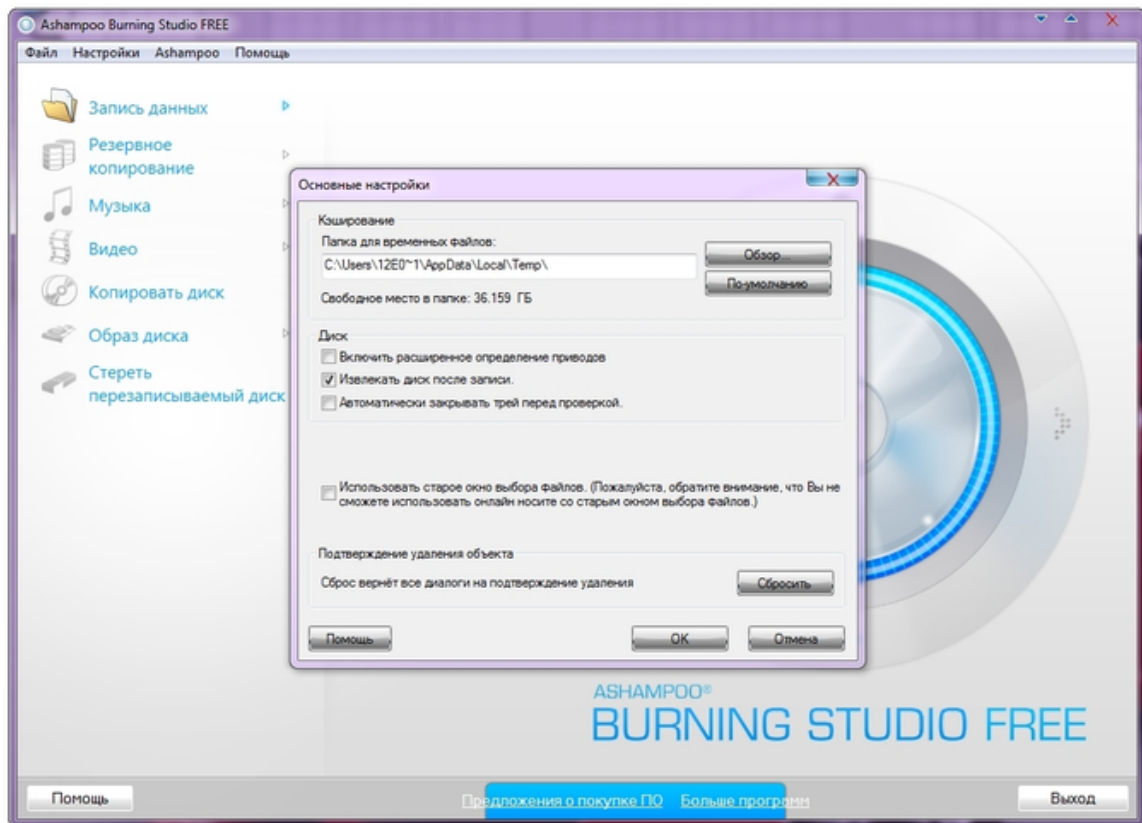 Ashampoo Burning Studio FREE
Файл Настройки Ashampoo Помощь
Запись данных
Резервное
копирование
Музыка
Видео
Копировать диск
Образ диска
Стереть
перезаписываемый диск
Основные настройки
Кэширование
Папка для временных файлов:
C:\Users\12E0~1\AppData\Local\Temp\
Обзор...
По-умолчанию
Свободное место в папке: 36.159 ГБ
Диск
Включить расширенное определение приводов
Извлекать диск после записи.
Автоматически закрывать трей перед проверкой.
Использовать старое окно выбора файлов. (Пожалуйста, обратите внимание, что Вы не
сможете использовать онлайн носите со старым окном выбора файлов.)
Подтверждение удаления объекта
Сброс вернёт все диалоги на подтверждение удаления
Сбросить
Помощь
ОК
Отмена
ASHAMPOO®
BURNING STUDIO FREE
Помощь
Предложения о покупке ПО Больше программ
Выход